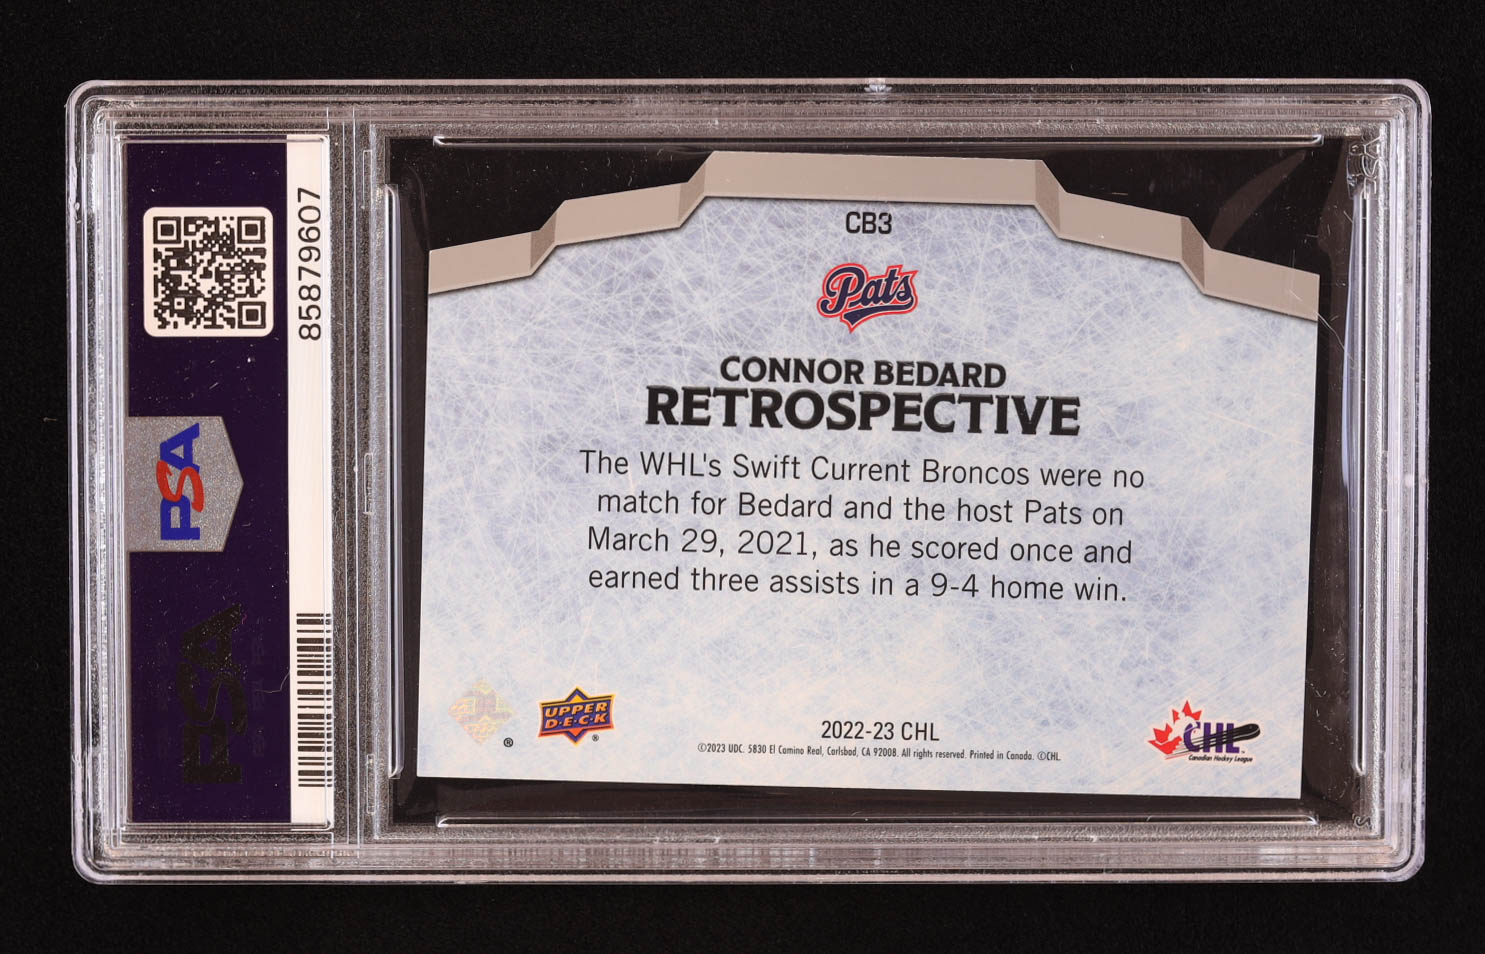 85879607
PSA
PSA
CB3
Pats
CONNOR BEDARD
RETROSPECTIVE
The WHL's Swift Current Broncos were no
match for Bedard and the host Pats on
March 29, 2021, as he scored once and
earned three assists in a 9-4 home win.
®
UPPER
D·E·C·K
®
2022-23 CHL
©2023 UDC. 5830 El Camino Real, Carlsbad, CA 92008. All rights reserved. Printed in Canada. ©CHL.
CHL
Canadian Hockey League